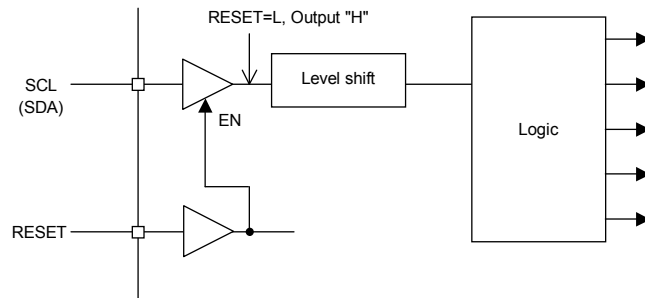 RESET=L, Output "H"
SCL
(SDA)
Level shift
EN
Logic
RESET